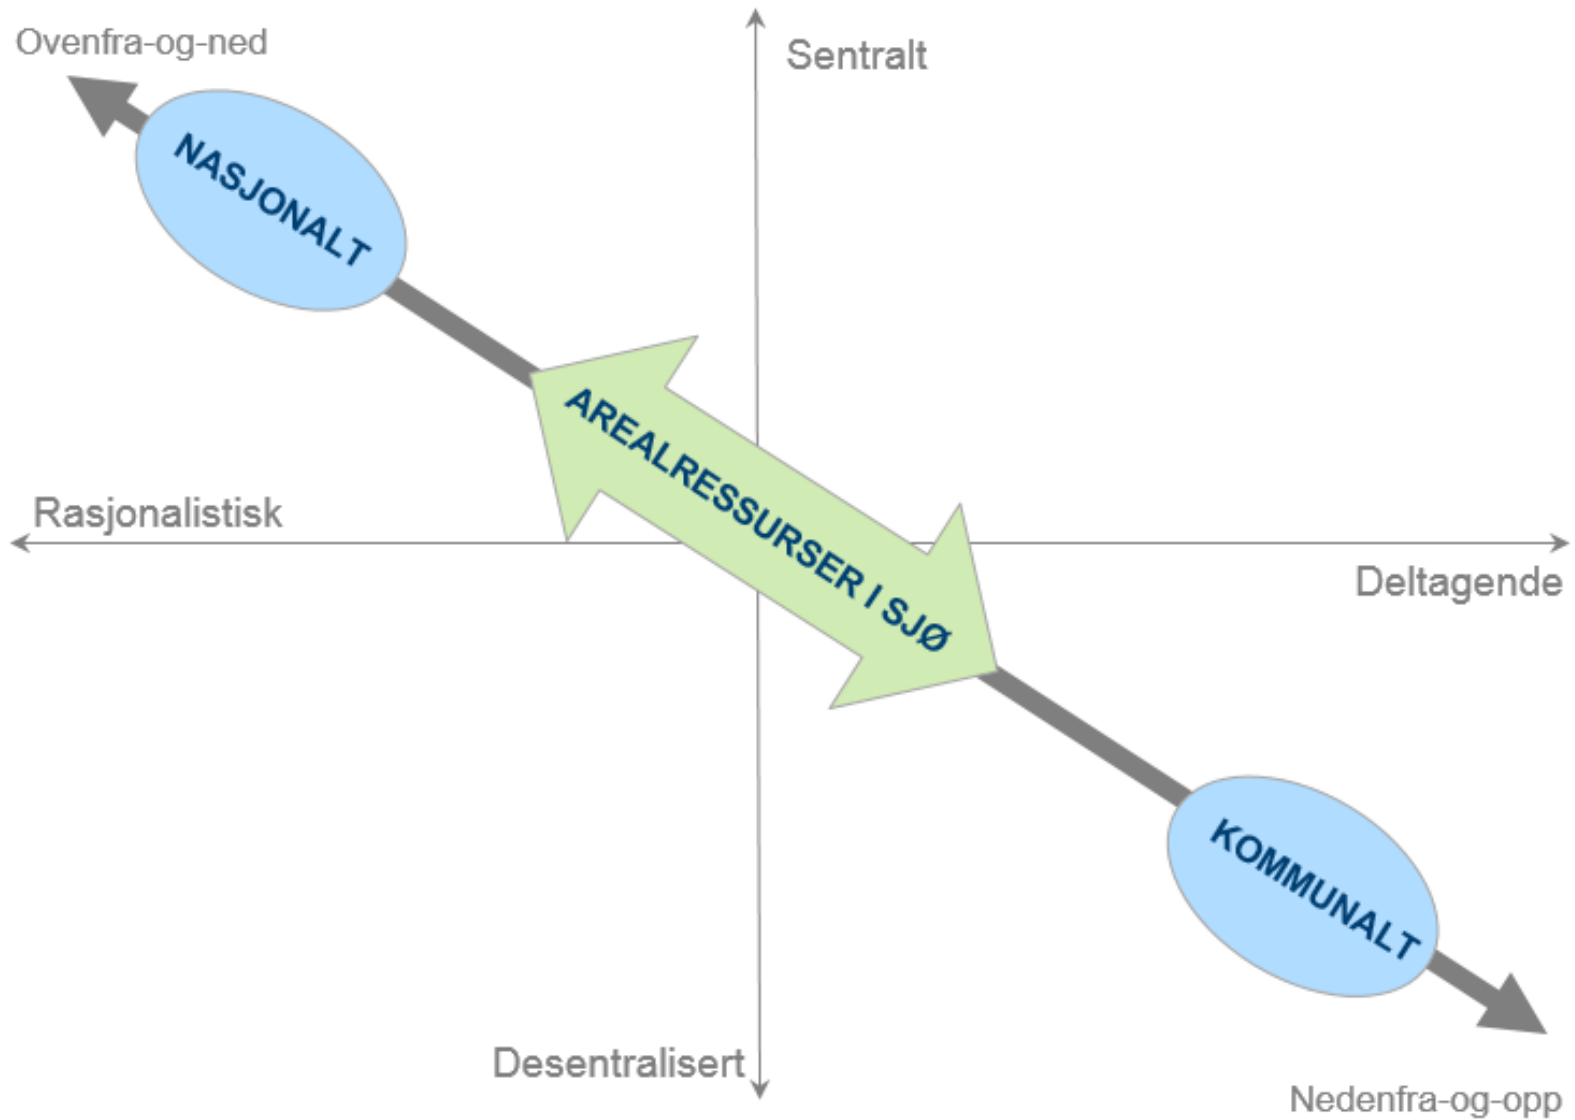 Ovenfra-og-ned
Sentralt
NASJONALT
AREALRESSURSER I SJØ
Rasjonalistisk
Deltagende
KOMMUNALT
Desentralisert
Nedenfra-og-opp